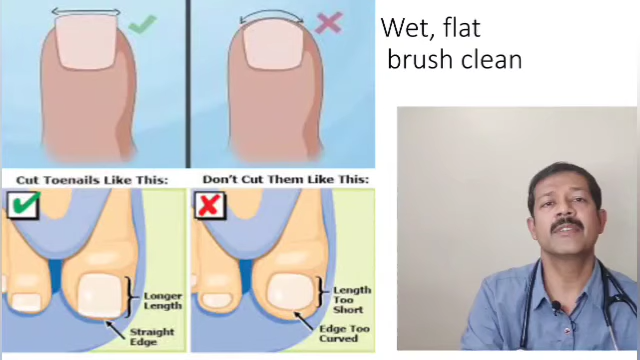 Wet, flat
brush clean
Cut Toenails Like This:
Don't Cut Them Like This:
Longer
Length
Straight
Edge
Length
Too
Short
Edge Too
Curved